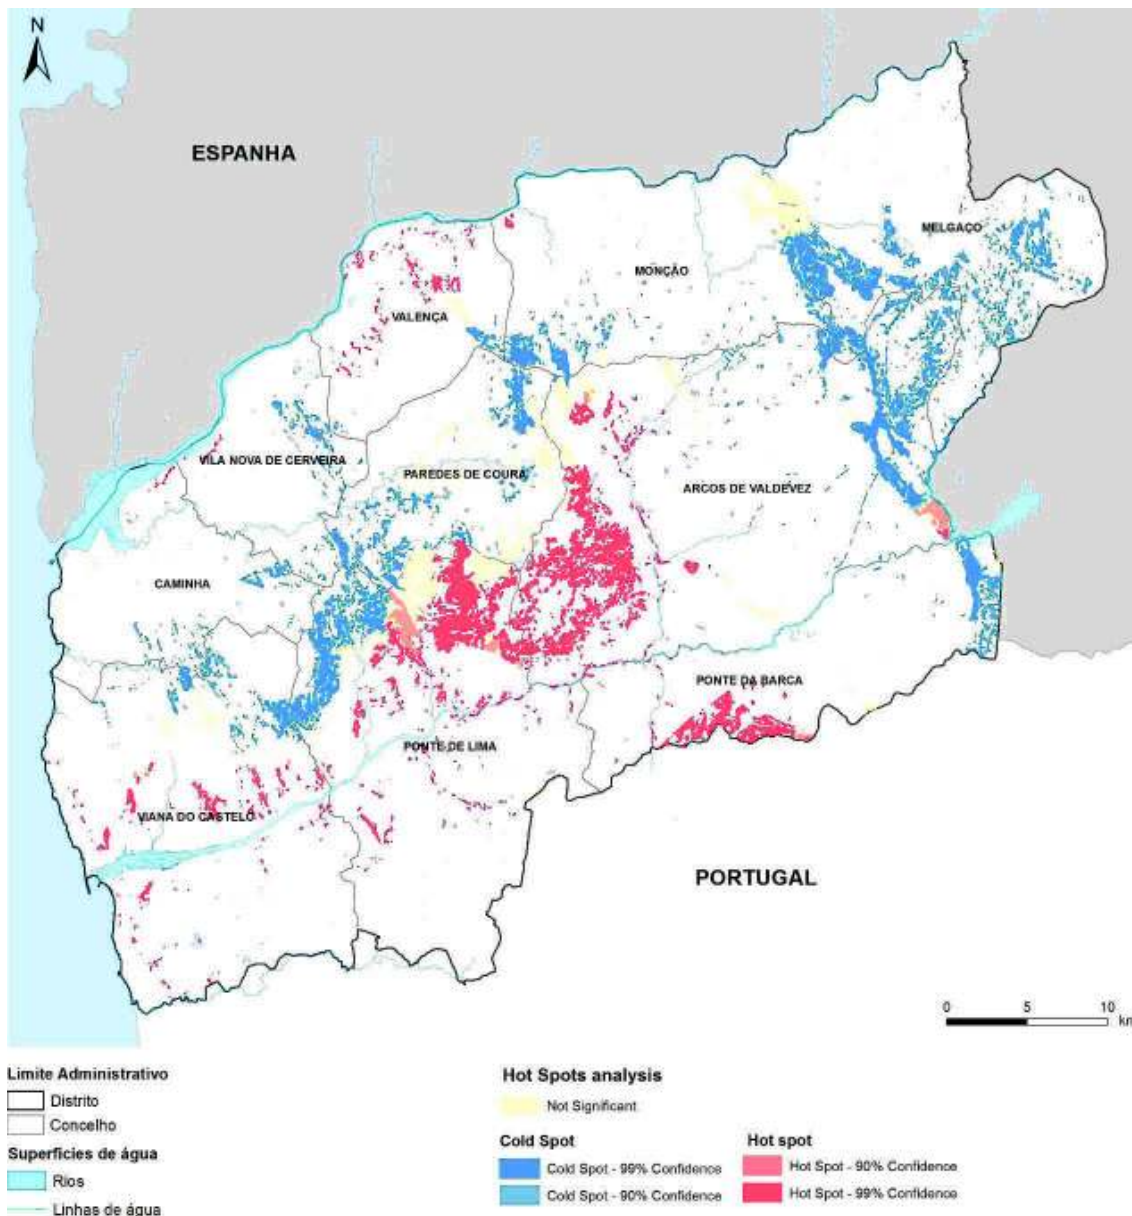 N
ESPANHA
MELGAÇO
MONÇÃO
VALENÇA
VILA NOVA DE CERVEIRA
PAREDES DE COURA
ARCOS DE VALDEVEZ
CAMINHA
PONTE DA BARCA
PONTE DE LIMA
VIANA DO CASTELO
PORTUGAL
0 5 10
km
Limite Administrativo
Distrito
Concelho
Superfícies de água
Rios
Linhas de água
Hot Spots analysis
Not Significant
Cold Spot
Cold Spot - 99% Confidence
Cold Spot - 90% Confidence
Hot spot
Hot Spot - 90% Confidence
Hot Spot - 99% Confidence